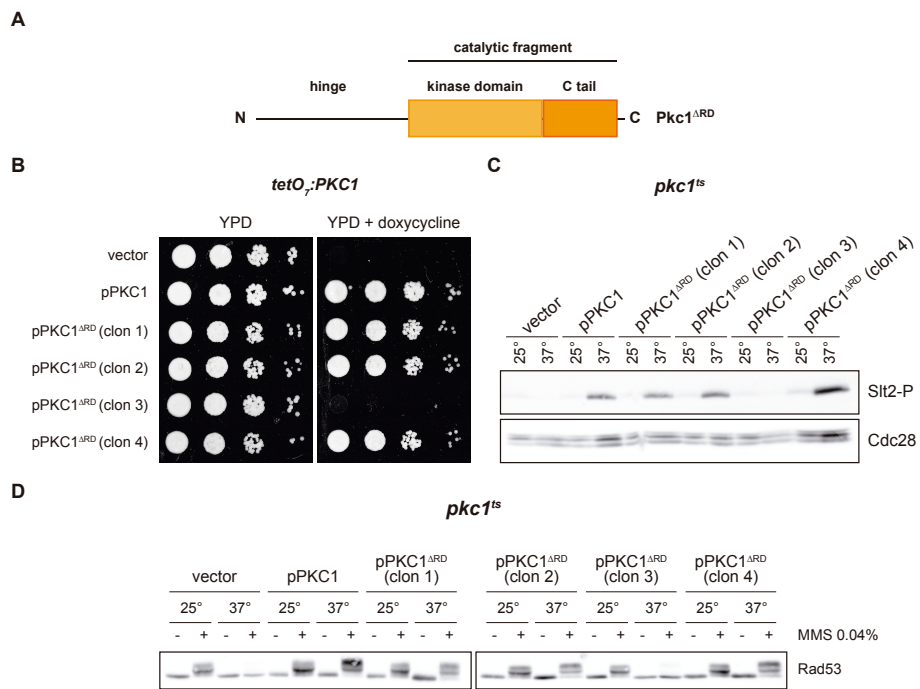 A
catalytic fragment
hinge kinase domain C tail
N C Pkc1ΔRD
B
tetO7:PKC1
YPD YPD + doxycycline
vector
pPKC1
pPKC1ΔRD (clon 1)
pPKC1ΔRD (clon 2)
pPKC1ΔRD (clon 3)
pPKC1ΔRD (clon 4)
C
pkc1ts
vector pPKC1 pPKC1ΔRD (clon 1) pPKC1ΔRD (clon 2) pPKC1ΔRD (clon 3) pPKC1ΔRD (clon 4)
25° 37° 25° 37° 25° 37° 25° 37° 25° 37° 25° 37°
Slt2-P
Cdc28
D
pkc1ts
vector pPKC1 pPKC1ΔRD (clon 1) pPKC1ΔRD (clon 2) pPKC1ΔRD (clon 3) pPKC1ΔRD (clon 4)
25° 37° 25° 37° 25° 37° 25° 37° 25° 37° 25° 37°
- + - + - + - + - + - + - + - + - + - + - + - + MMS 0.04%
Rad53